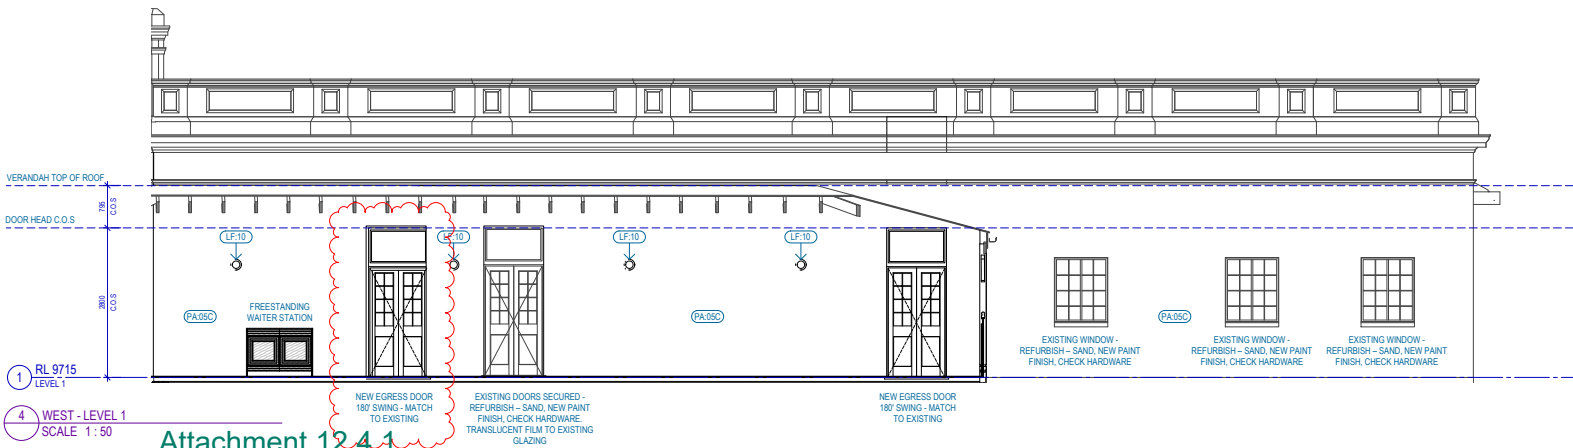 VERANDAH TOP OF ROOF
795
C.O.S
DOOR HEAD C.O.S
LF:10
LF:10
LF:10
LF:10
2800
C.O.S
PA:05C
FREESTANDING
WAITER STATION
PA:05C
PA:05C
EXISTING WINDOW -
REFURBISH – SAND, NEW PAINT
FINISH, CHECK HARDWARE
EXISTING WINDOW -
REFURBISH – SAND, NEW PAINT
FINISH, CHECK HARDWARE
EXISTING WINDOW -
REFURBISH – SAND, NEW PAINT
FINISH, CHECK HARDWARE
1
RL 9715
LEVEL 1
NEW EGRESS DOOR
180' SWING - MATCH
TO EXISTING
EXISTING DOORS SECURED -
REFURBISH – SAND, NEW PAINT
FINISH, CHECK HARDWARE.
TRANSLUCENT FILM TO EXISTING
GLAZING
NEW EGRESS DOOR
180' SWING - MATCH
TO EXISTING
4
WEST - LEVEL 1
SCALE 1 : 50
Attachment 12.4.1